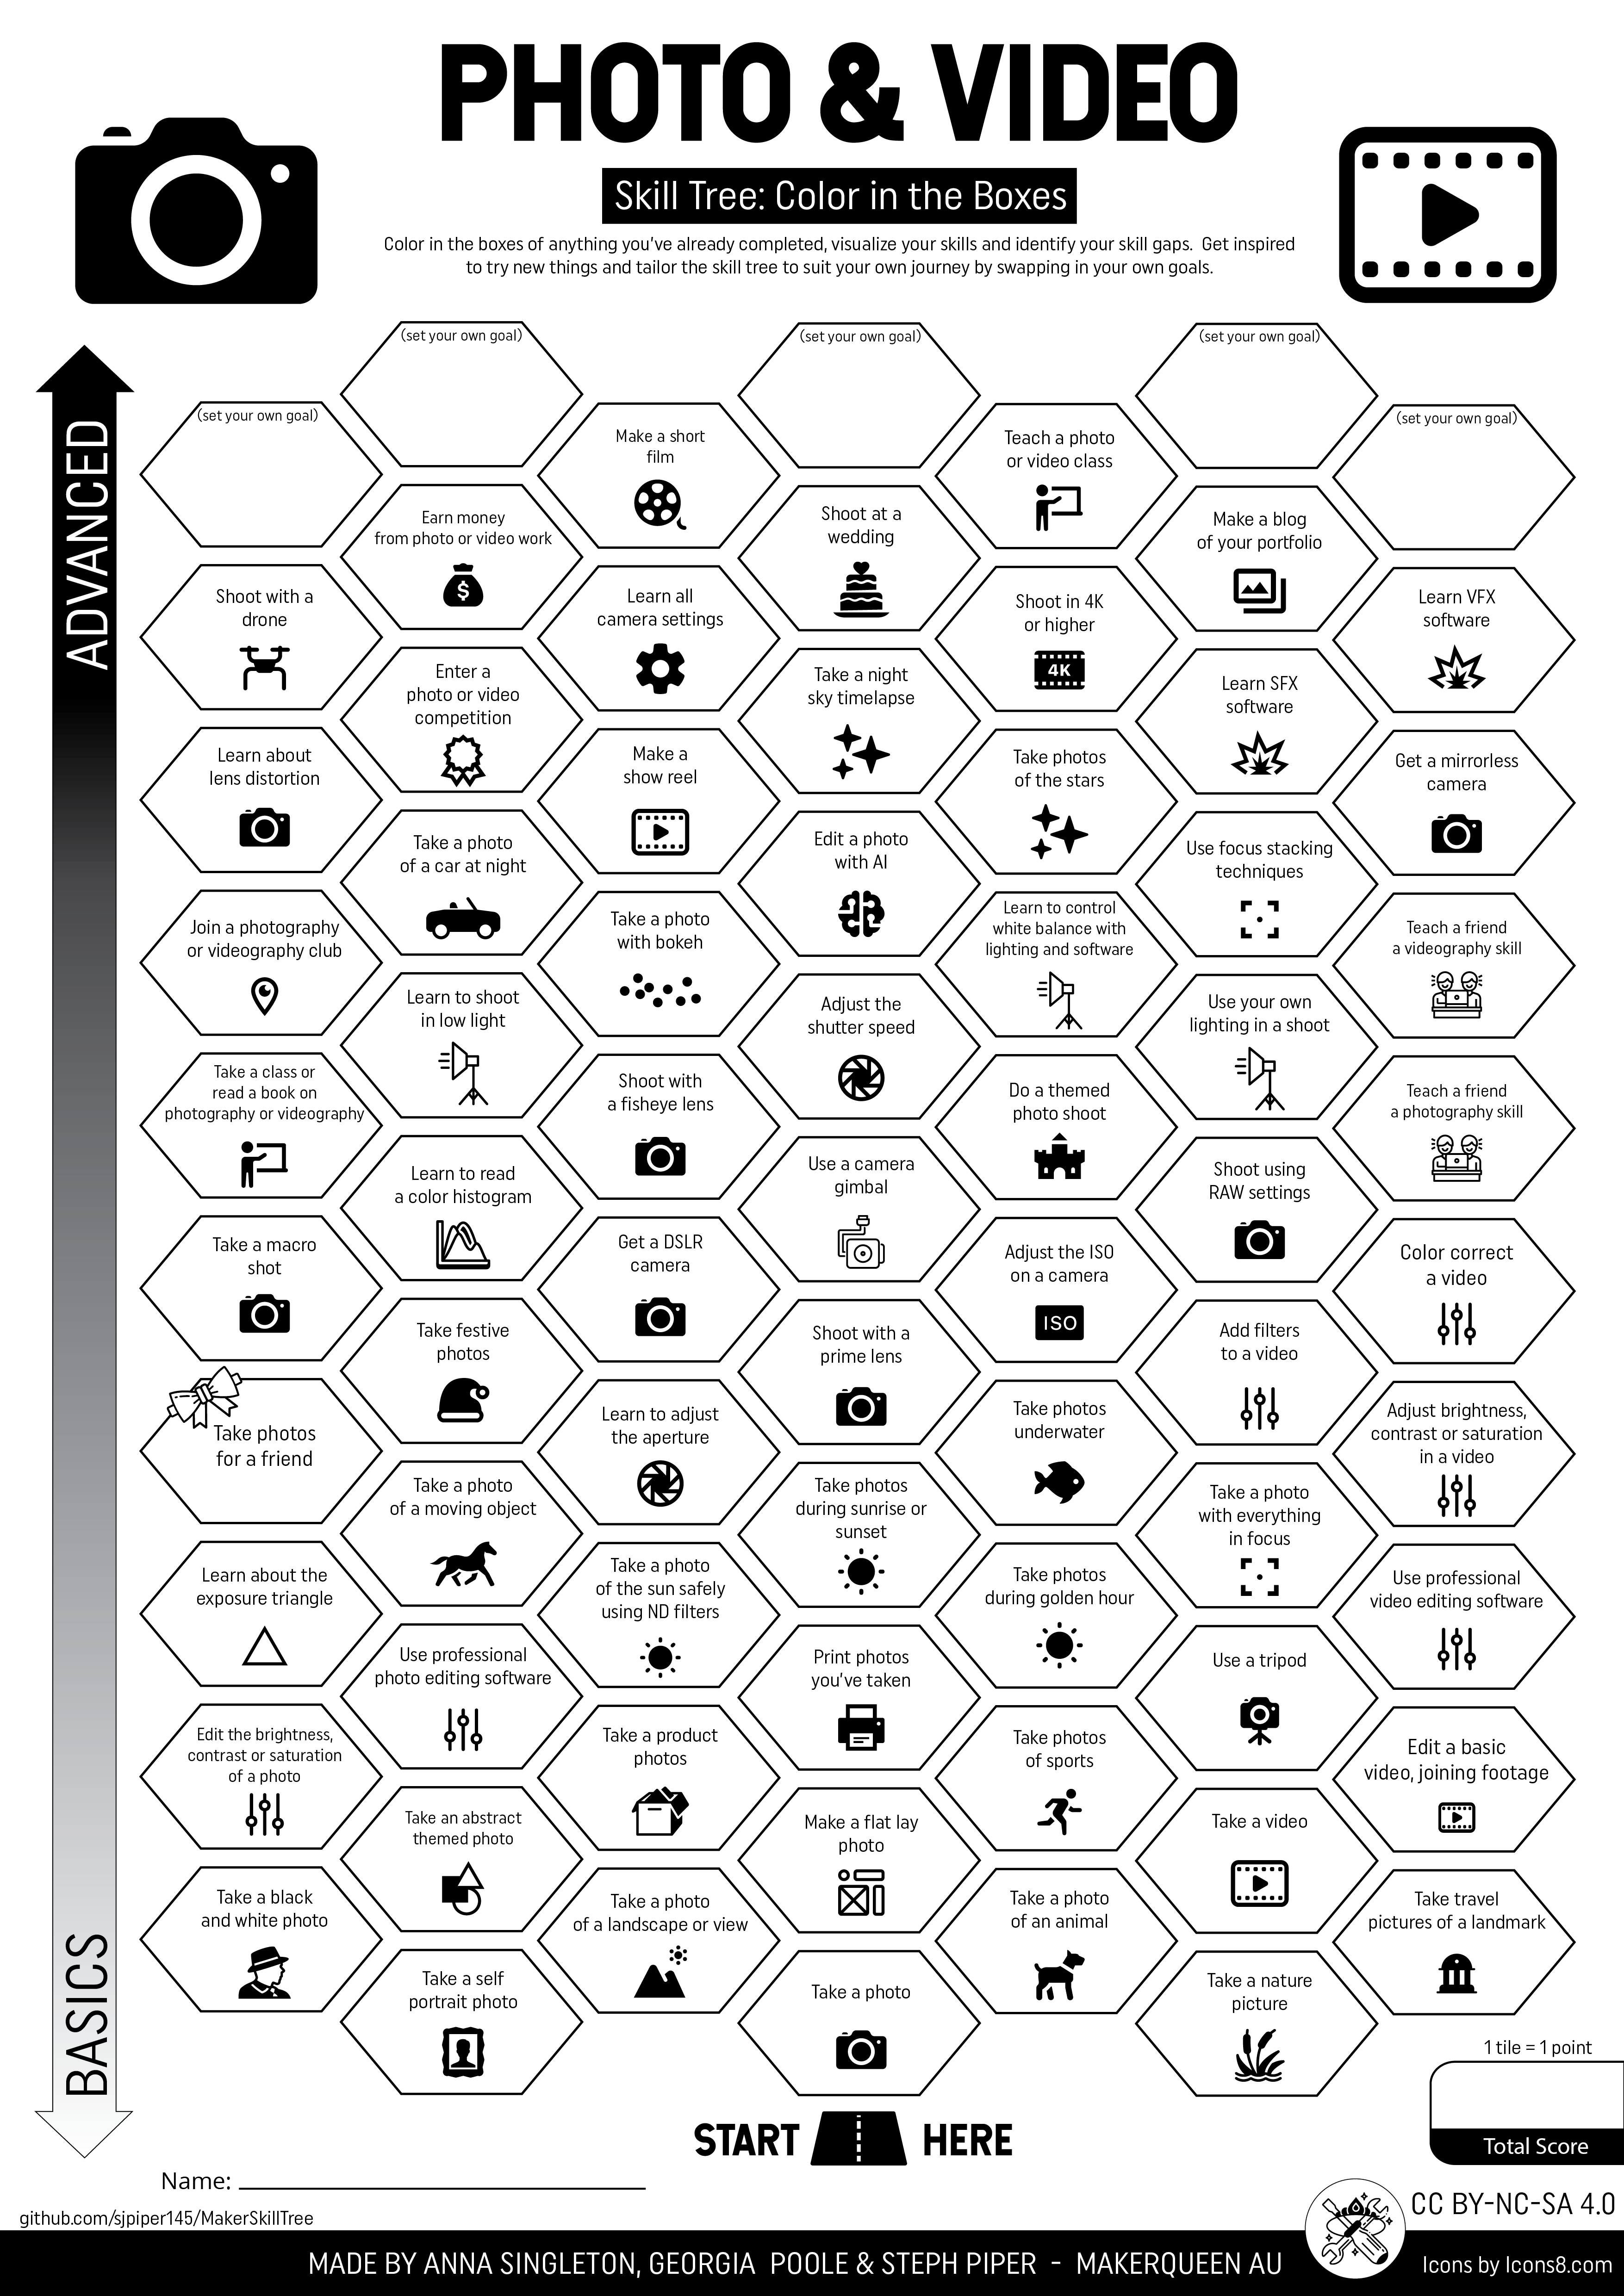 PHOTO & VIDEO
Skill Tree: Color in the Boxes
Color in the boxes of anything you've already completed, visualize your skills and identify your skill gaps. Get inspired
to try new things and tailor the skill tree to suit your own journey by swapping in your own goals.
ADVANCED
BASICS
(set your own goal)
(set your own goal)
(set your own goal)
(set your own goal)
(set your own goal)
Make a short
film
Teach a photo
or video class
Earn money
from photo or video work
$
Shoot at a
wedding
Make a blog
of your portfolio
Shoot with a
drone
Learn all
camera settings
Shoot in 4K
or higher
4K
Learn VFX
software
Enter a
photo or video
competition
Take a night
sky timelapse
Learn SFX
software
Learn about
lens distortion
Make a
show reel
Take photos
of the stars
Get a mirrorless
camera
Take a photo
of a car at night
Edit a photo
with AI
Use focus stacking
techniques
Join a photography
or videography club
Take a photo
with bokeh
Learn to control
white balance with
lighting and software
Teach a friend
a videography skill
Learn to shoot
in low light
Adjust the
shutter speed
Use your own
lighting in a shoot
Take a class or
read a book on
photography or videography
Shoot with
a fisheye lens
Do a themed
photo shoot
Teach a friend
a photography skill
Learn to read
a color histogram
Use a camera
gimbal
Shoot using
RAW settings
Take a macro
shot
Get a DSLR
camera
Adjust the ISO
on a camera
ISO
Color correct
a video
Take festive
photos
Shoot with a
prime lens
Add filters
to a video
Take photos
for a friend
Learn to adjust
the aperture
Take photos
underwater
Adjust brightness,
contrast or saturation
in a video
Take a photo
of a moving object
Take photos
during sunrise or
sunset
Take a photo
with everything
in focus
Learn about the
exposure triangle
Take a photo
of the sun safely
using ND filters
Take photos
during golden hour
Use professional
video editing software
Use professional
photo editing software
Print photos
you've taken
Use a tripod
Edit the brightness,
contrast or saturation
of a photo
Take a product
photos
Take photos
of sports
Edit a basic
video, joining footage
Take an abstract
themed photo
Make a flat lay
photo
Take a video
Take a black
and white photo
Take a photo
of a landscape or view
Take a photo
of an animal
Take travel
pictures of a landmark
Take a self
portrait photo
Take a photo
Take a nature
picture
1 tile = 1 point
Total Score
START HERE
Name:
github.com/sjpiper145/MakerSkillTree
CC BY-NC-SA 4.0
MADE BY ANNA SINGLETON, GEORGIA POOLE & STEPH PIPER - MAKERQUEEN AU
Icons by Icons8.com